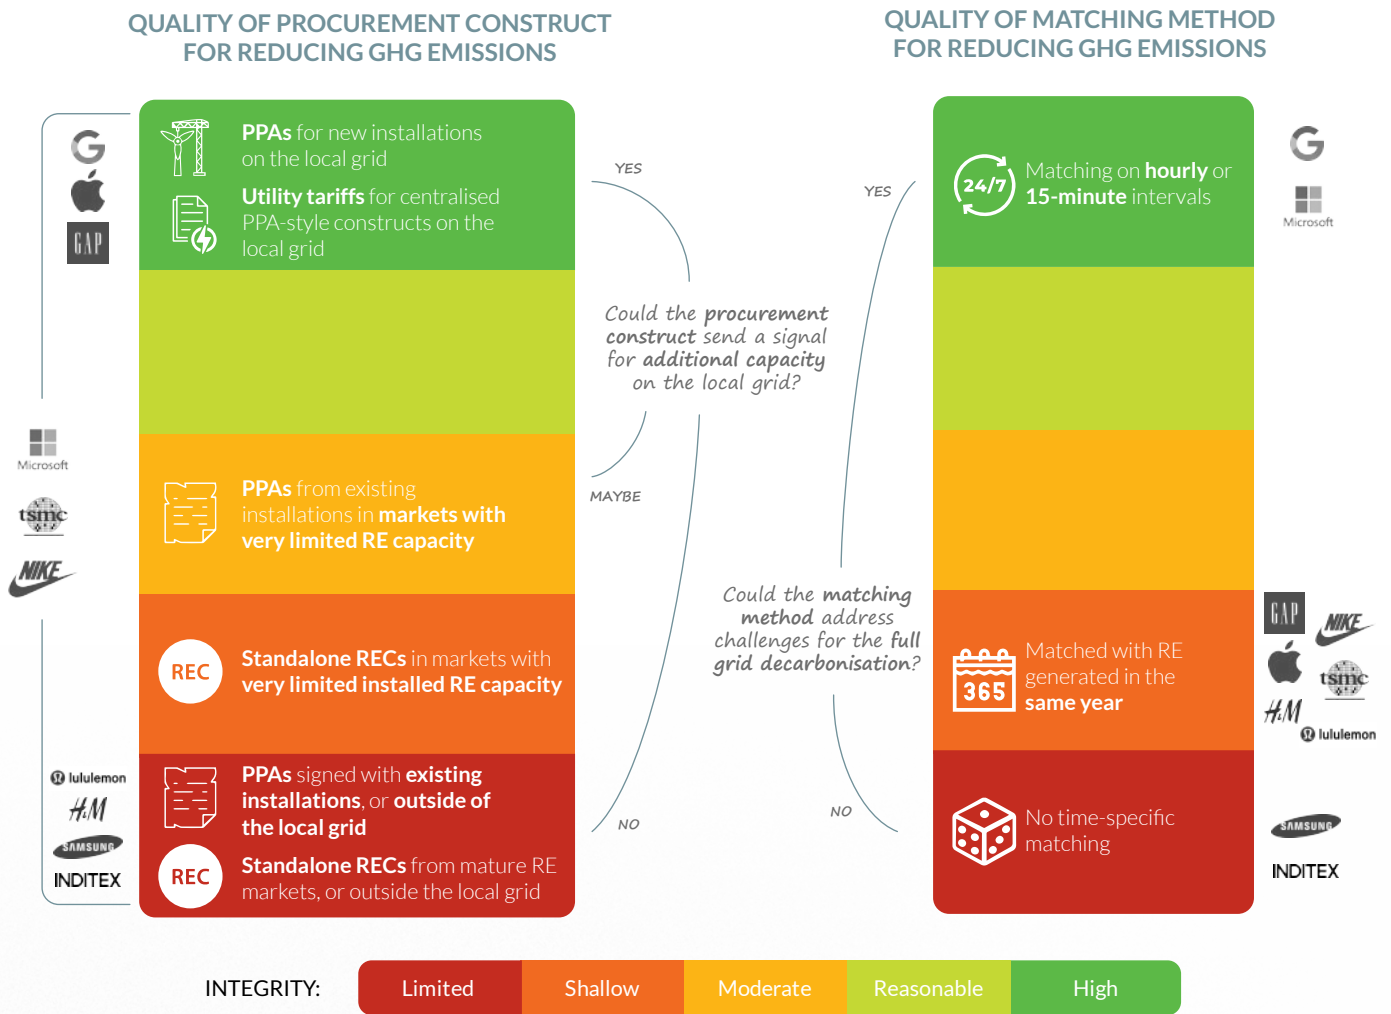 QUALITY OF PROCUREMENT CONSTRUCT
FOR REDUCING GHG EMISSIONS
G
GAP
Microsoft
tsmc
NIKE
lululemon
H&M
SAMSUNG
INDITEX
PPAs for new installations
on the local grid
Utility tariffs for centralised
PPA-style constructs on the
local grid
PPAs from existing
installations in markets with
very limited RE capacity
REC
Standalone RECs in markets with
very limited installed RE capacity
PPAs signed with existing
installations, or outside of
the local grid
REC
Standalone RECs from mature RE
markets, or outside the local grid
YES
Could the procurement
construct send a signal
for additional capacity
on the local grid?
MAYBE
NO
QUALITY OF MATCHING METHOD
FOR REDUCING GHG EMISSIONS
YES
Could the matching
method address
challenges for the full
grid decarbonisation?
NO
24/7
Matching on hourly or
15-minute intervals
365
Matched with RE
generated in the
same year
No time-specific
matching
G
Microsoft
GAP
NIKE
tsmc
H&M
lululemon
SAMSUNG
INDITEX
INTEGRITY:
Limited
Shallow
Moderate
Reasonable
High